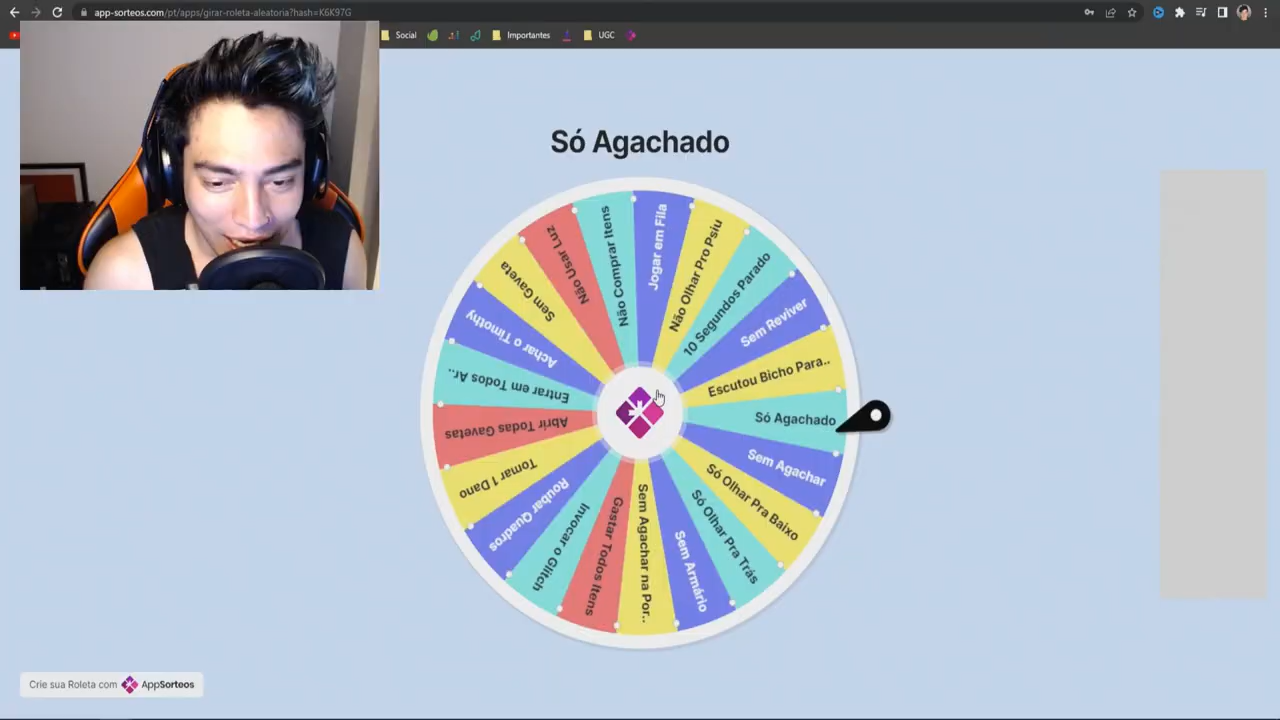 app-sorteos.com/pt/apps/girar-roleta-aleatoria?hash=K6K97G
Social
Importantes
UGC
Só Agachado
Jogar em Fila
Não Olhar Pro Psiu
10 Segundos Parado
Sem Reviver
Escutou Bicho Para..
Só Agachado
Sem Agachar
Só Olhar Pra Baixo
Só Olhar Pra Trás
Sem Armário
Sem Agachar na Por..
Gastar Todos Itens
Invocar o Glitch
Roubar Quadros
Tomar 1 Dano
Abrir Todas Gavetas
Entrar em Todos Ar..
Achar o Timothy
Sem Gaveta
Não Usar Luz
Não Comprar Itens
Crie sua Roleta com AppSorteos